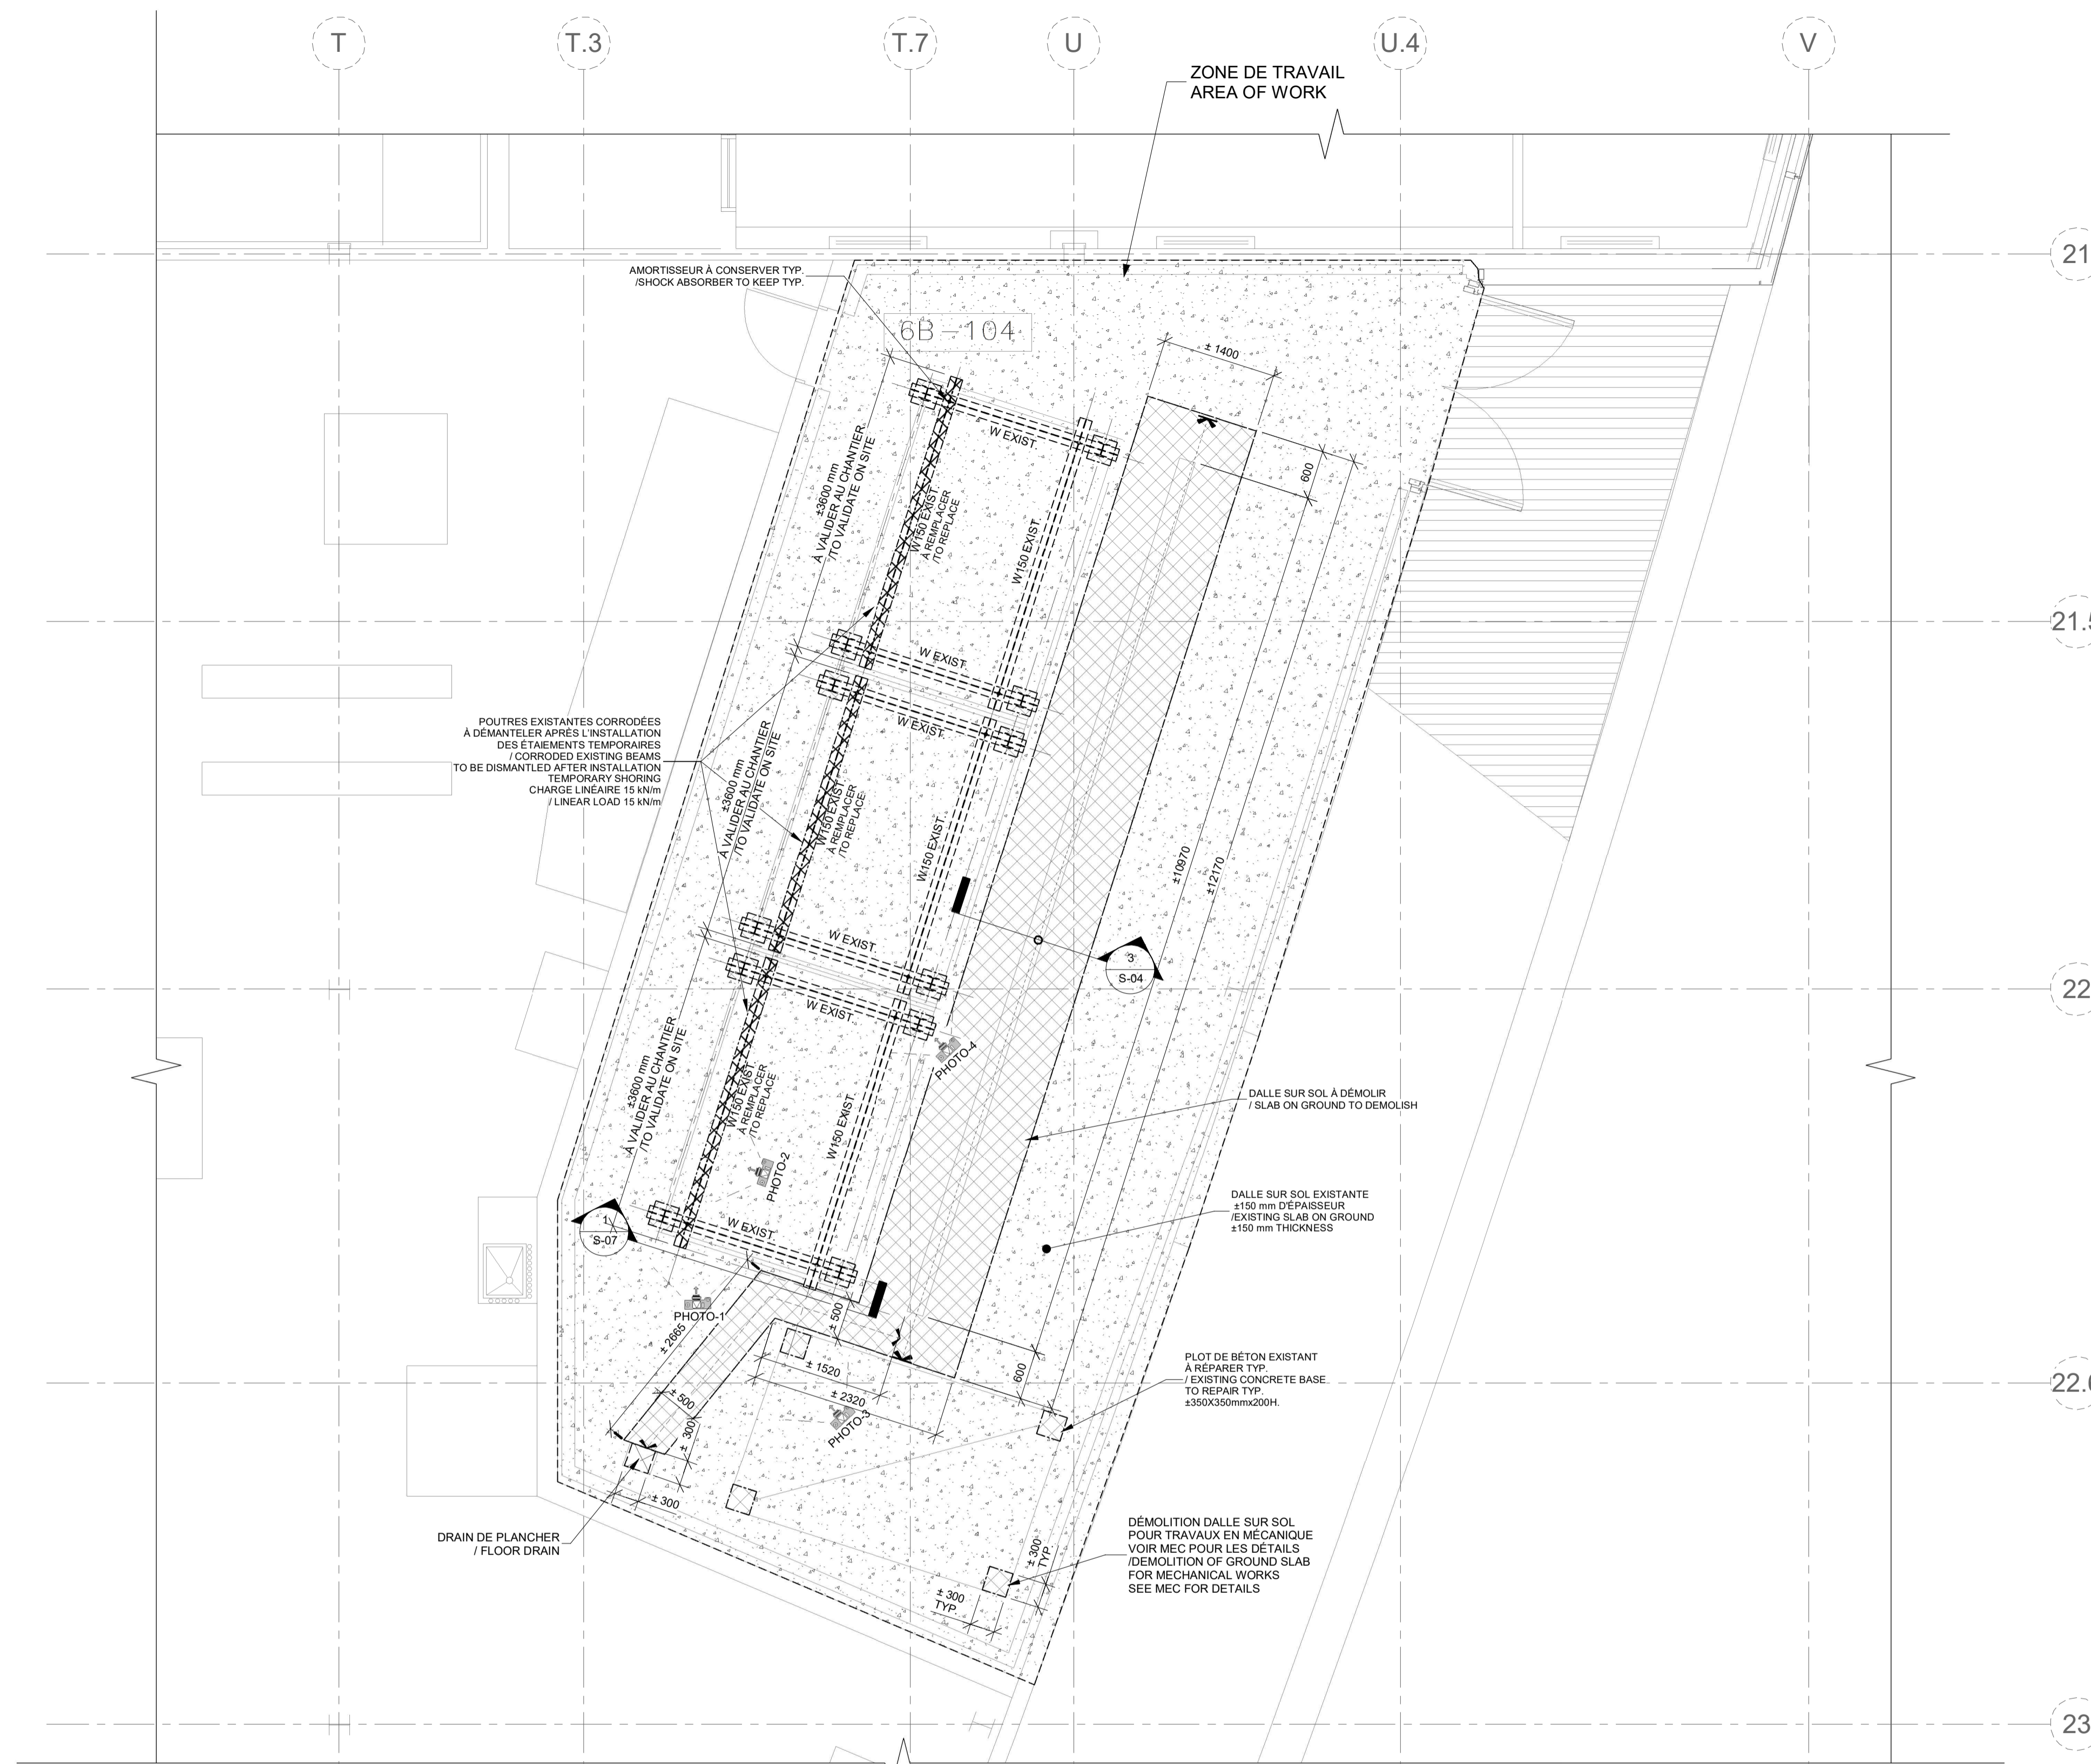 T
T.3
T.7
U
U.4
V
ZONE DE TRAVAIL
AREA OF WORK
21
AMORTISSEUR À CONSERVER TYP.
/SHOCK ABSORBER TO KEEP TYP.
6B-104
± 1400
W EXIST.
600
±3600 mm
À VALIDER AU CHANTIER
/TO VALIDATE ON SITE
W150 EXIST.
À REMPLACER
/TO REPLACE
W150 EXIST.
21.5
W EXIST.
W EXIST.
POUTRES EXISTANTES CORRODÉES
À DÉMANTELER APRÈS L'INSTALLATION
DES ÉTAIEMENTS TEMPORAIRES
/ CORRODED EXISTING BEAMS
TO BE DISMANTLED AFTER INSTALLATION
TEMPORARY SHORING
CHARGE LINÉAIRE 15 kN/m
/ LINEAR LOAD 15 kN/m
±3600 mm
À VALIDER AU CHANTIER
/TO VALIDATE ON SITE
W150 EXIST.
À REMPLACER
/TO REPLACE
W150 EXIST.
±10970
±12170
W EXIST.
3
S-04
22
W EXIST.
PHOTO-4
±3600 mm
À VALIDER AU CHANTIER
/TO VALIDATE ON SITE
W150 EXIST.
À REMPLACER
/TO REPLACE
W150 EXIST.
DALLE SUR SOL À DÉMOLIR
/ SLAB ON GROUND TO DEMOLISH
PHOTO-2
DALLE SUR SOL EXISTANTE
±150 mm D'ÉPAISSEUR
/EXISTING SLAB ON GROUND
±150 mm THICKNESS
1
S-07
W EXIST.
PHOTO-1
± 500
± 2665
± 1520
± 2320
600
PLOT DE BÉTON EXISTANT
À RÉPARER TYP.
/ EXISTING CONCRETE BASE
TO REPAIR TYP.
±350X350mmx200H.
± 500
± 300
PHOTO-3
± 300
DRAIN DE PLANCHER
/ FLOOR DRAIN
DÉMOLITION DALLE SUR SOL
POUR TRAVAUX EN MÉCANIQUE
VOIR MEC POUR LES DÉTAILS
/DEMOLITION OF GROUND SLAB
FOR MECHANICAL WORKS
SEE MEC FOR DETAILS
± 300
TYP.
± 300
TYP.
23